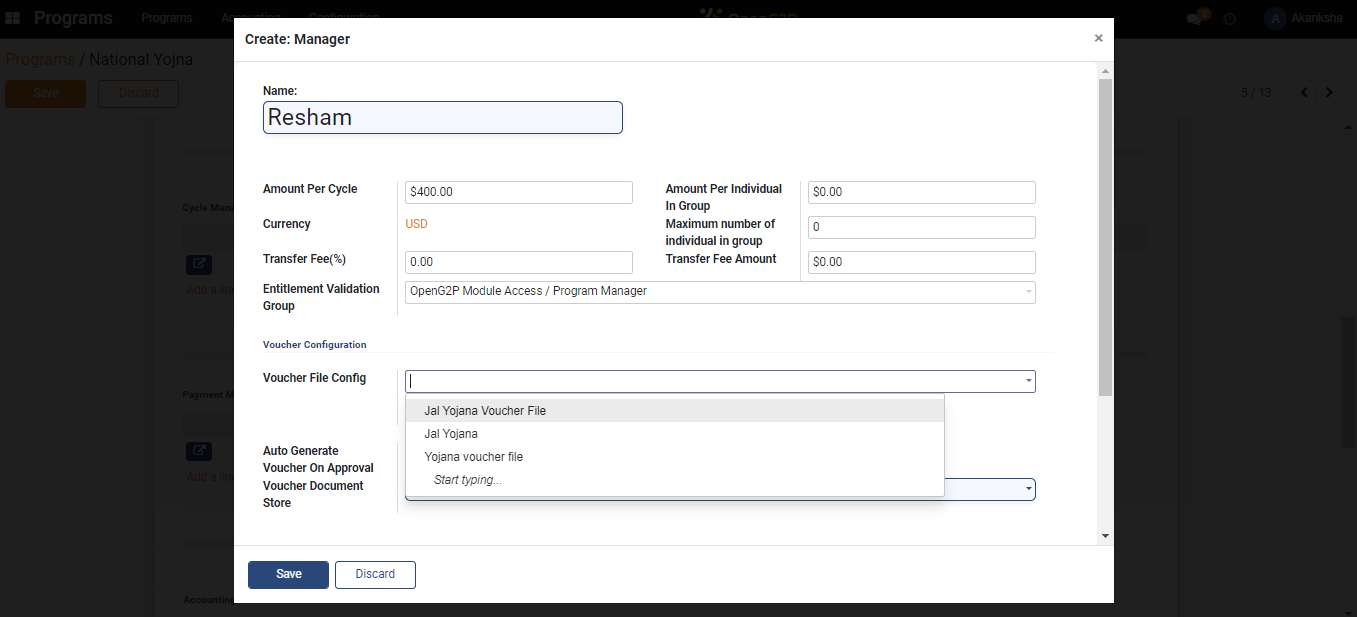 Programs Programs Accounting Configuration OpenG2P 2 A Akanksha
Programs / National Yojna
Save Discard 5 / 13
Create: Manager ×
Name:
Resham
Amount Per Cycle $400.00 Amount Per Individual In Group $0.00
Currency USD Maximum number of individual in group 0
Transfer Fee(%) 0.00 Transfer Fee Amount $0.00
Entitlement Validation Group OpenG2P Module Access / Program Manager
Voucher Configuration
Voucher File Config
Jal Yojana Voucher File
Jal Yojana
Yojana voucher file
Start typing...
Auto Generate
Voucher On Approval
Voucher Document
Store
Save Discard
Cycle Man
Add a lin
Payment M
Add a lin
Accounting